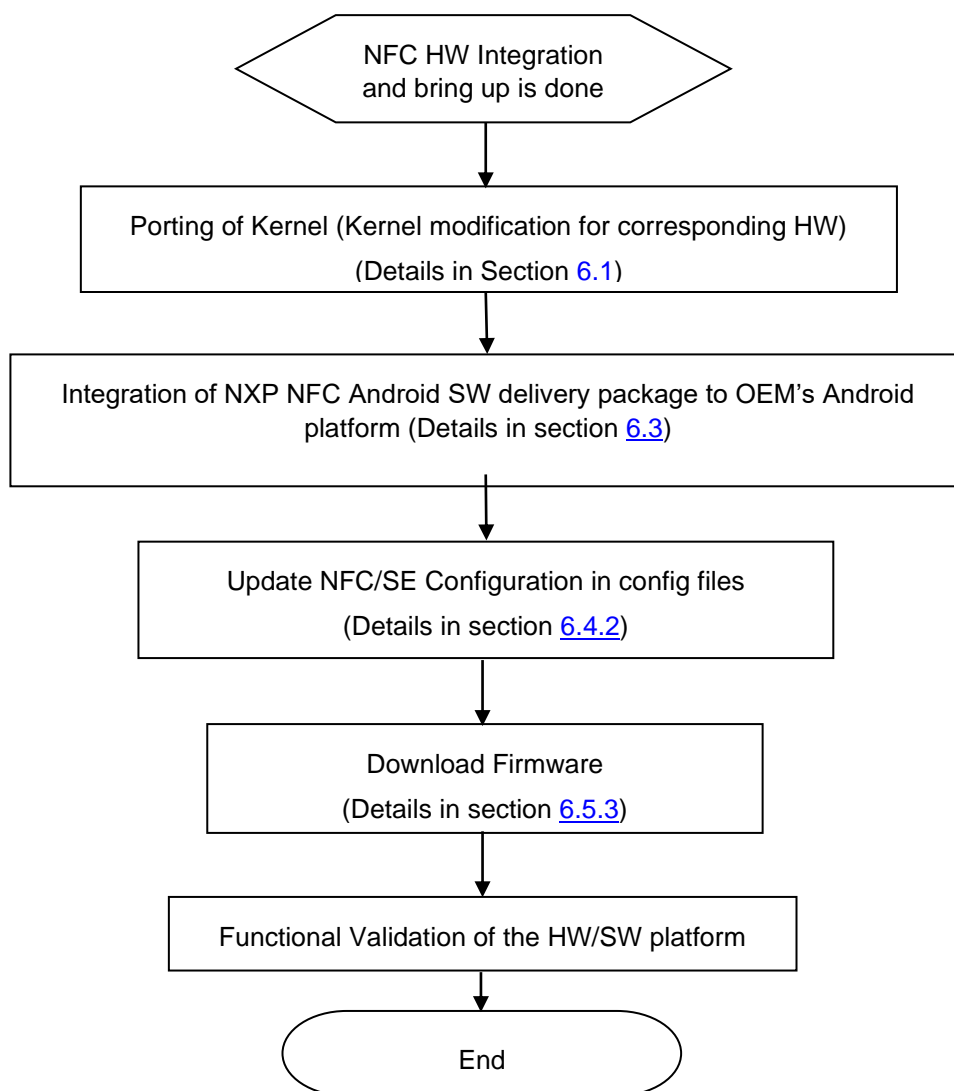 NFC HW Integration
and bring up is done
Porting of Kernel (Kernel modification for corresponding HW)
(Details in Section 6.1)
Integration of NXP NFC Android SW delivery package to OEM's Android
platform (Details in section 6.3)
Update NFC/SE Configuration in config files
(Details in section 6.4.2)
Download Firmware
(Details in section 6.5.3)
Functional Validation of the HW/SW platform
End